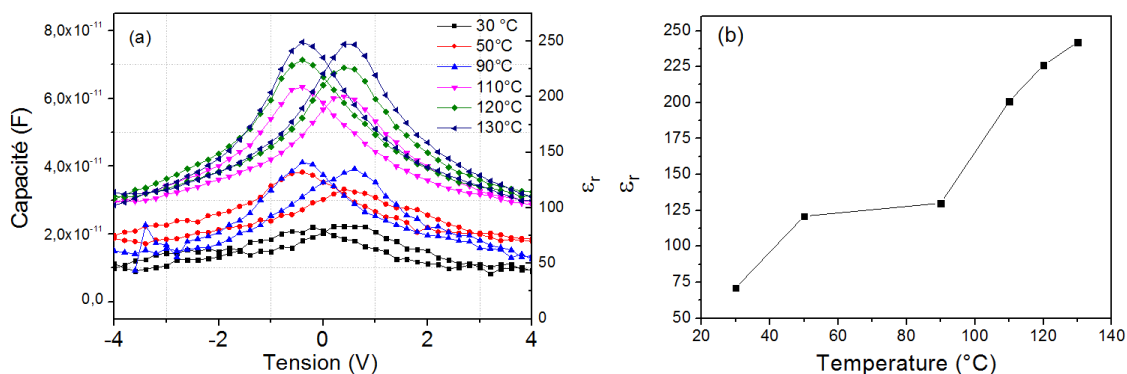 (a)
30 °C
50°C
90°C
110°C
120°C
130°C
8,0x10⁻¹¹
6,0x10⁻¹¹
4,0x10⁻¹¹
2,0x10⁻¹¹
0,0
Capacité (F)
-4
-2
0
2
4
Tension (V)
250
200
150
100
50
0
εr
(b)
εr
250
225
200
175
150
125
100
75
50
20
40
60
80
100
120
140
Temperature (°C)